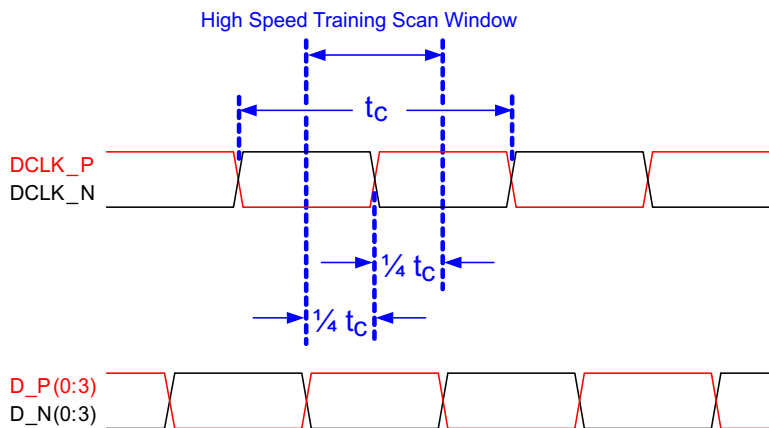 High Speed Training Scan Window
tC
DCLK_P
DCLK_N
¼ tC
¼ tC
D_P(0:3)
D_N(0:3)